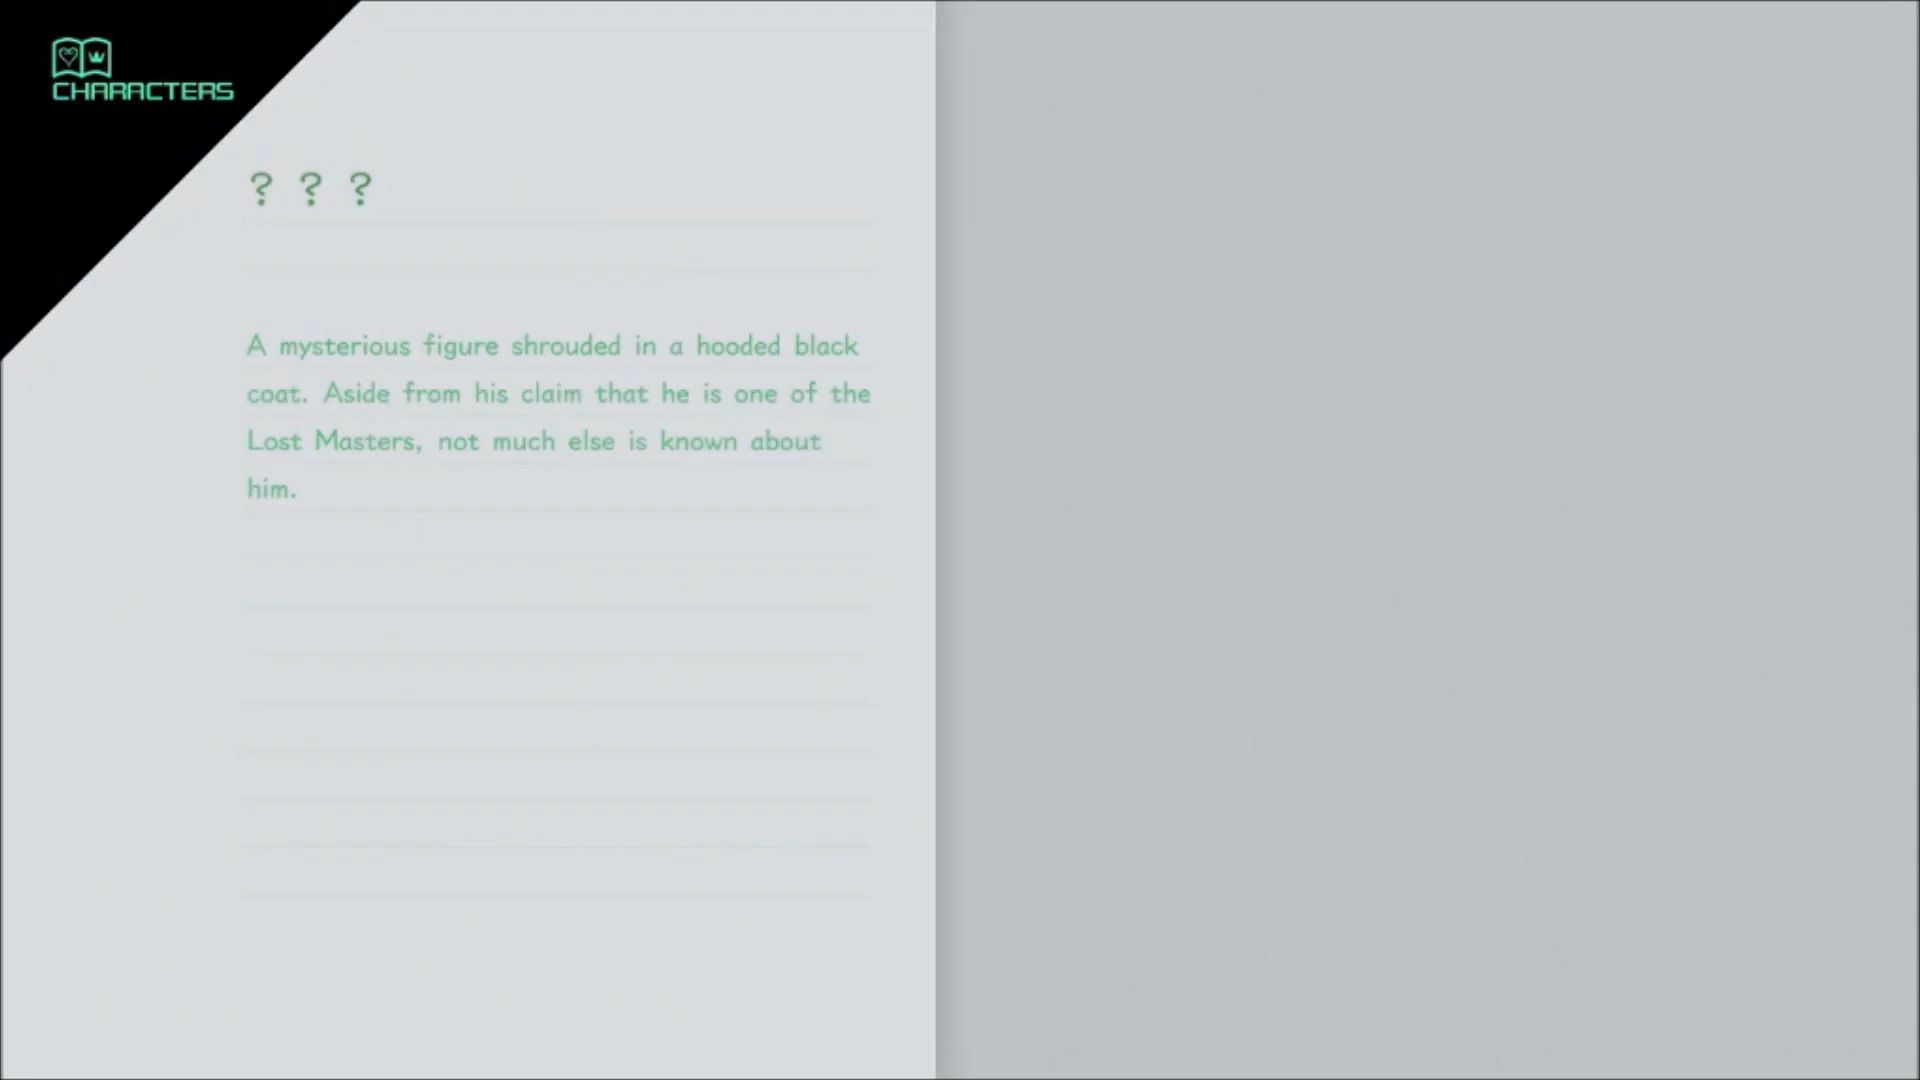 CHARACTERS
? ? ?
A mysterious figure shrouded in a hooded black
coat. Aside from his claim that he is one of the
Lost Masters, not much else is known about
him.